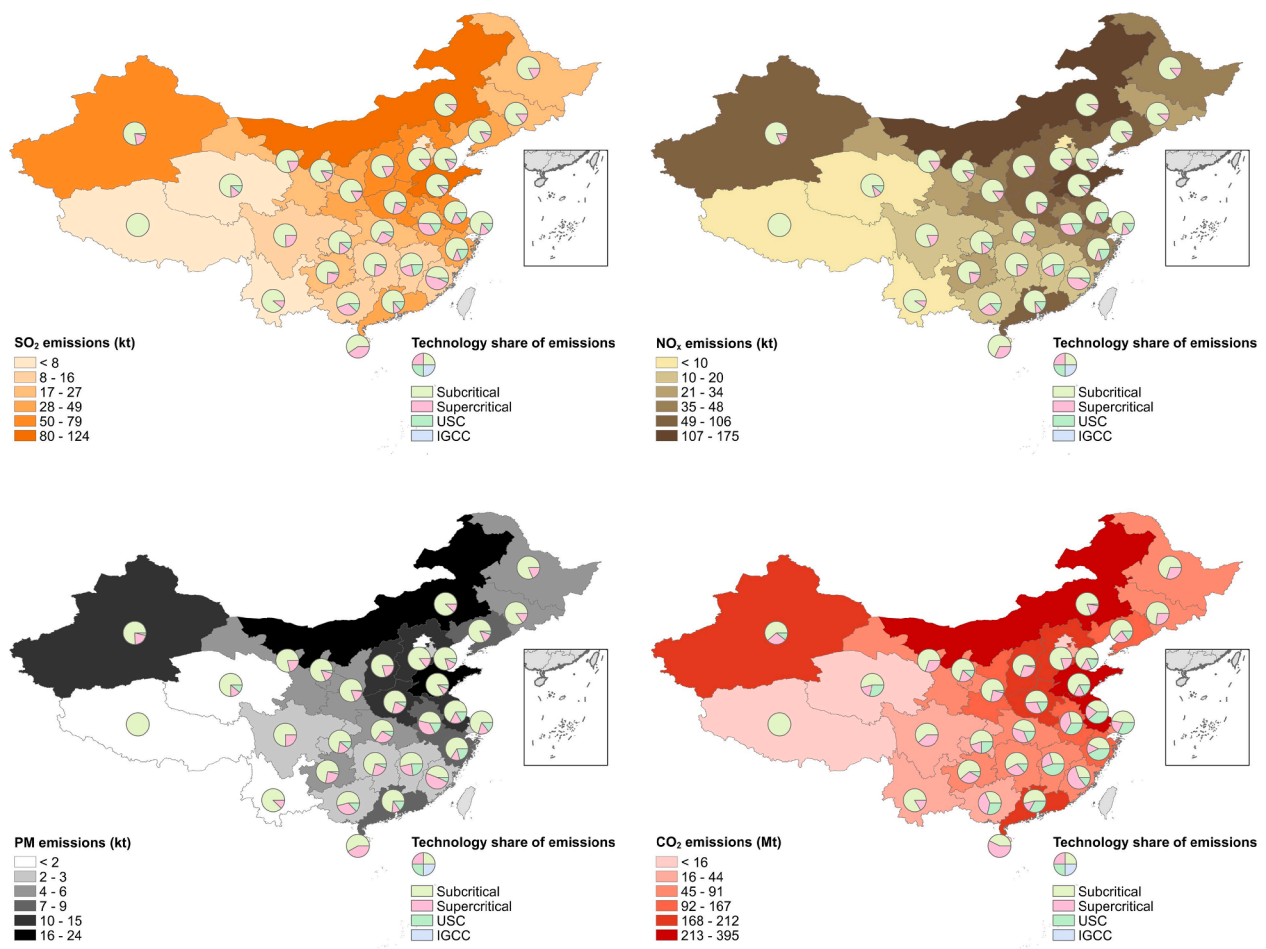 SO₂ emissions (kt)
< 8
8 - 16
17 - 27
28 - 49
50 - 79
80 - 124
Technology share of emissions
Subcritical
Supercritical
USC
IGCC
NOₓ emissions (kt)
< 10
10 - 20
21 - 34
35 - 48
49 - 106
107 - 175
Technology share of emissions
Subcritical
Supercritical
USC
IGCC
PM emissions (kt)
< 2
2 - 3
4 - 6
7 - 9
10 - 15
16 - 24
Technology share of emissions
Subcritical
Supercritical
USC
IGCC
CO₂ emissions (Mt)
< 16
16 - 44
45 - 91
92 - 167
168 - 212
213 - 395
Technology share of emissions
Subcritical
Supercritical
USC
IGCC